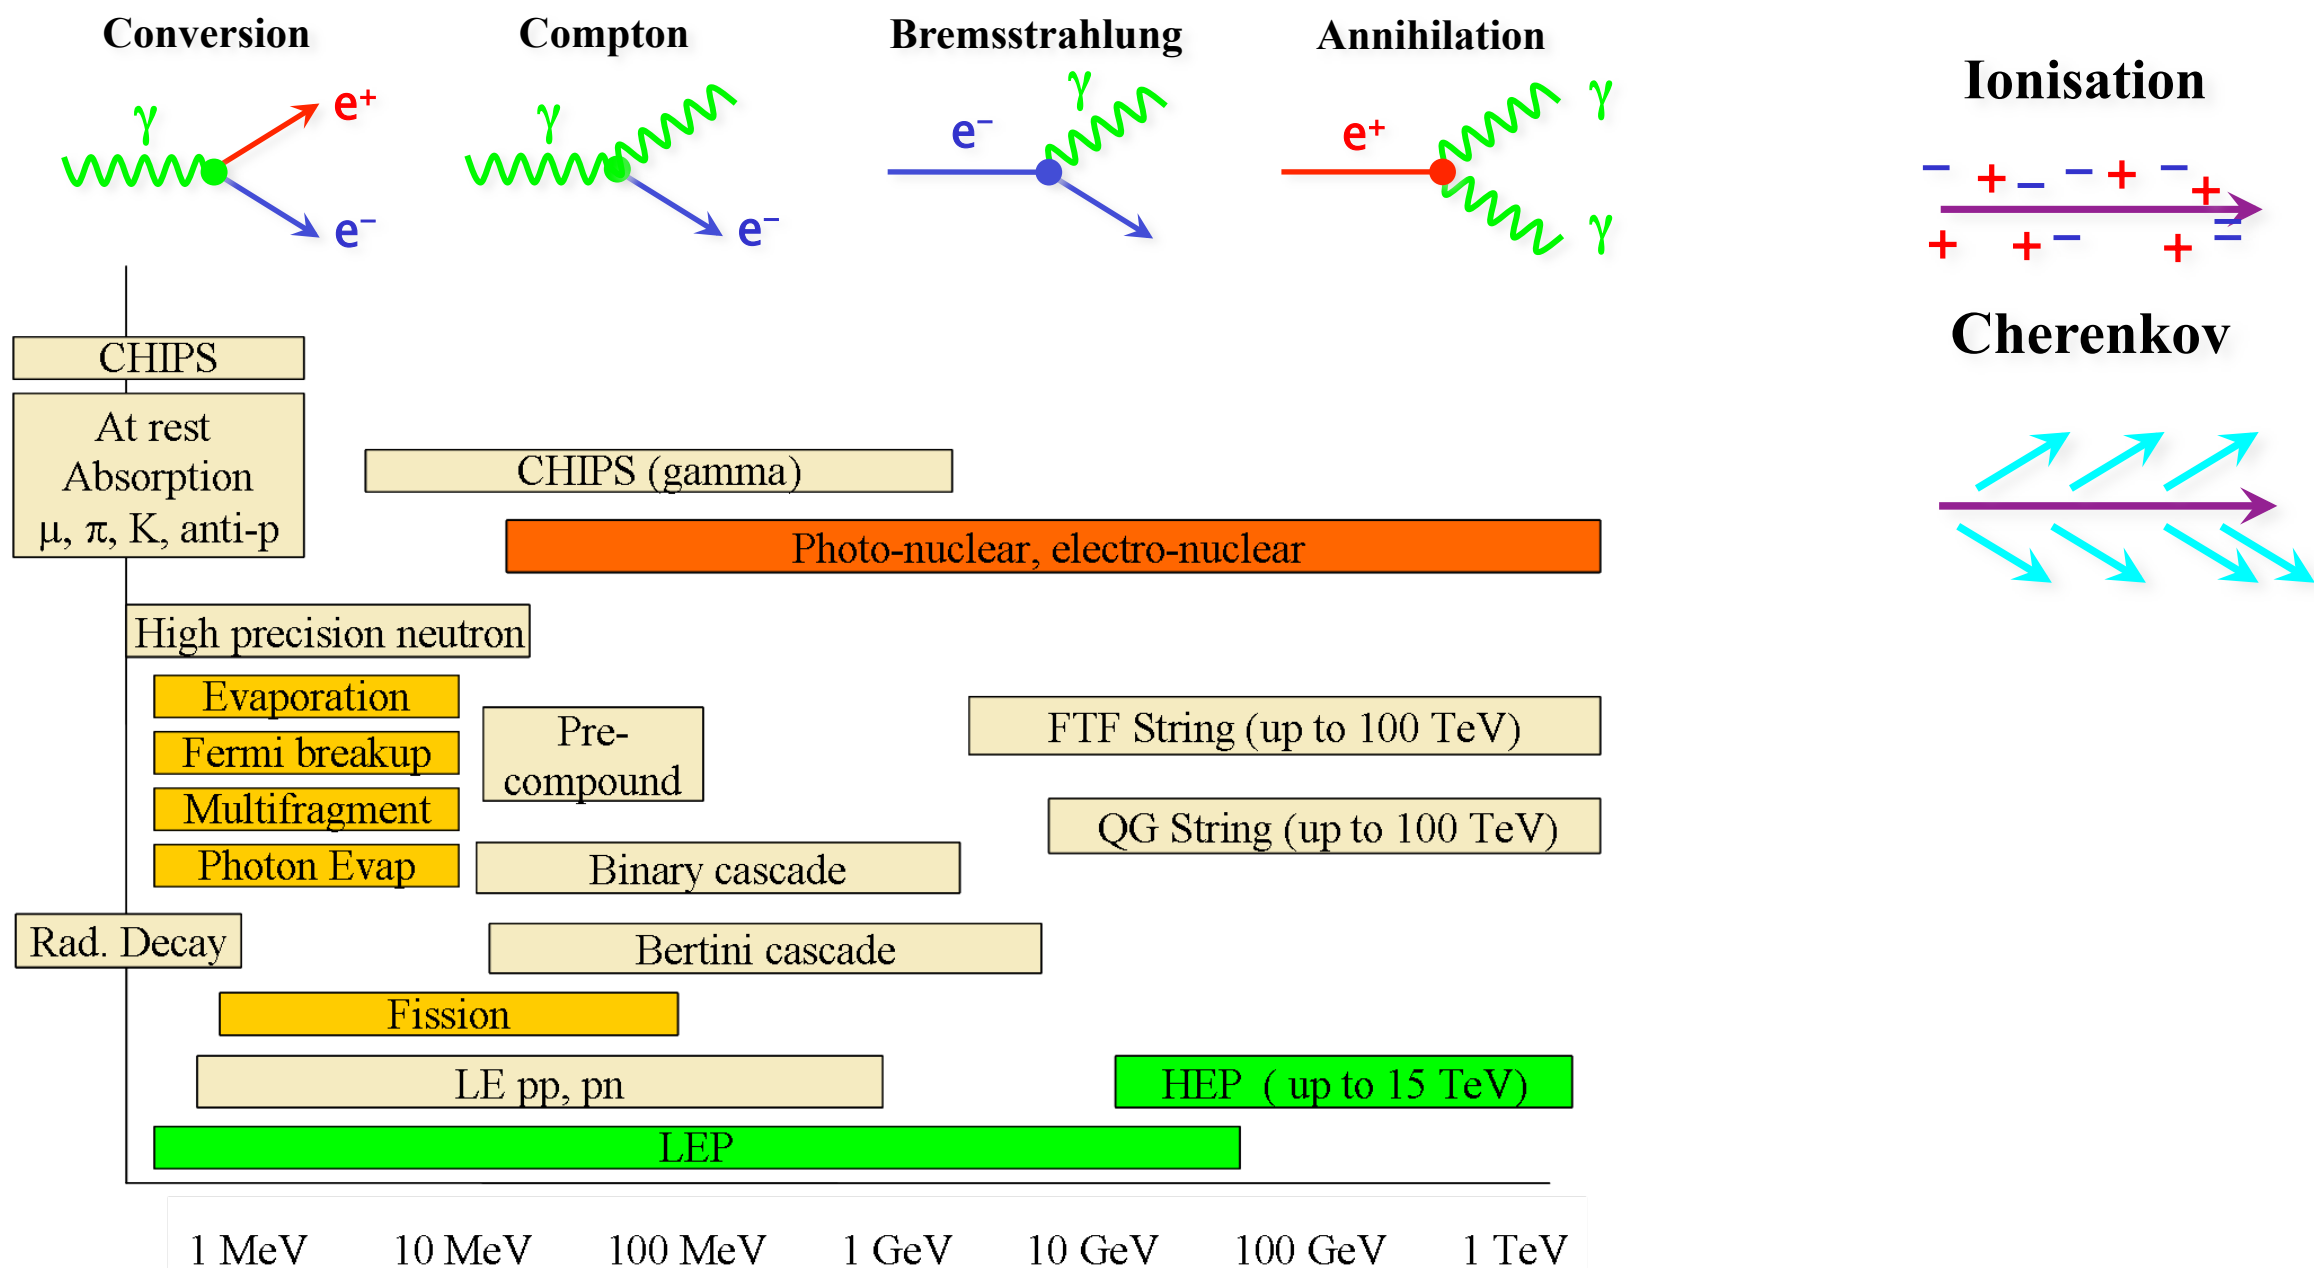 Conversion
Compton
Bremsstrahlung
Annihilation
Ionisation
γ
e+
e−
γ
e−
e−
γ
e+
γ
γ
− + − − + − +
+ + − + −
−
Cherenkov
CHIPS
At rest
Absorption
μ, π, K, anti-p
CHIPS (gamma)
Photo-nuclear, electro-nuclear
High precision neutron
Evaporation
Fermi breakup
Multifragment
Photon Evap
Pre-
compound
FTF String (up to 100 TeV)
QG String (up to 100 TeV)
Binary cascade
Rad. Decay
Bertini cascade
Fission
LE pp, pn
HEP ( up to 15 TeV)
LEP
1 MeV 10 MeV 100 MeV 1 GeV 10 GeV 100 GeV 1 TeV